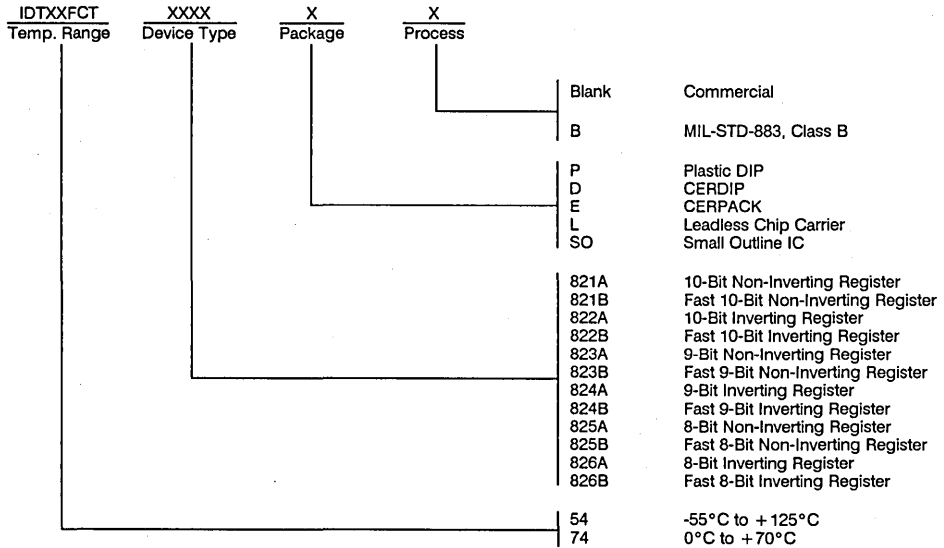 IDTXXFCT XXXX X X
Temp. Range Device Type Package Process
Blank Commercial
B MIL-STD-883, Class B
P Plastic DIP
D CERDIP
E CERPACK
L Leadless Chip Carrier
SO Small Outline IC
821A 10-Bit Non-Inverting Register
821B Fast 10-Bit Non-Inverting Register
822A 10-Bit Inverting Register
822B Fast 10-Bit Inverting Register
823A 9-Bit Non-Inverting Register
823B Fast 9-Bit Non-Inverting Register
824A 9-Bit Inverting Register
824B Fast 9-Bit Inverting Register
825A 8-Bit Non-Inverting Register
825B Fast 8-Bit Non-Inverting Register
826A 8-Bit Inverting Register
826B Fast 8-Bit Inverting Register
54 -55°C to +125°C
74 0°C to +70°C